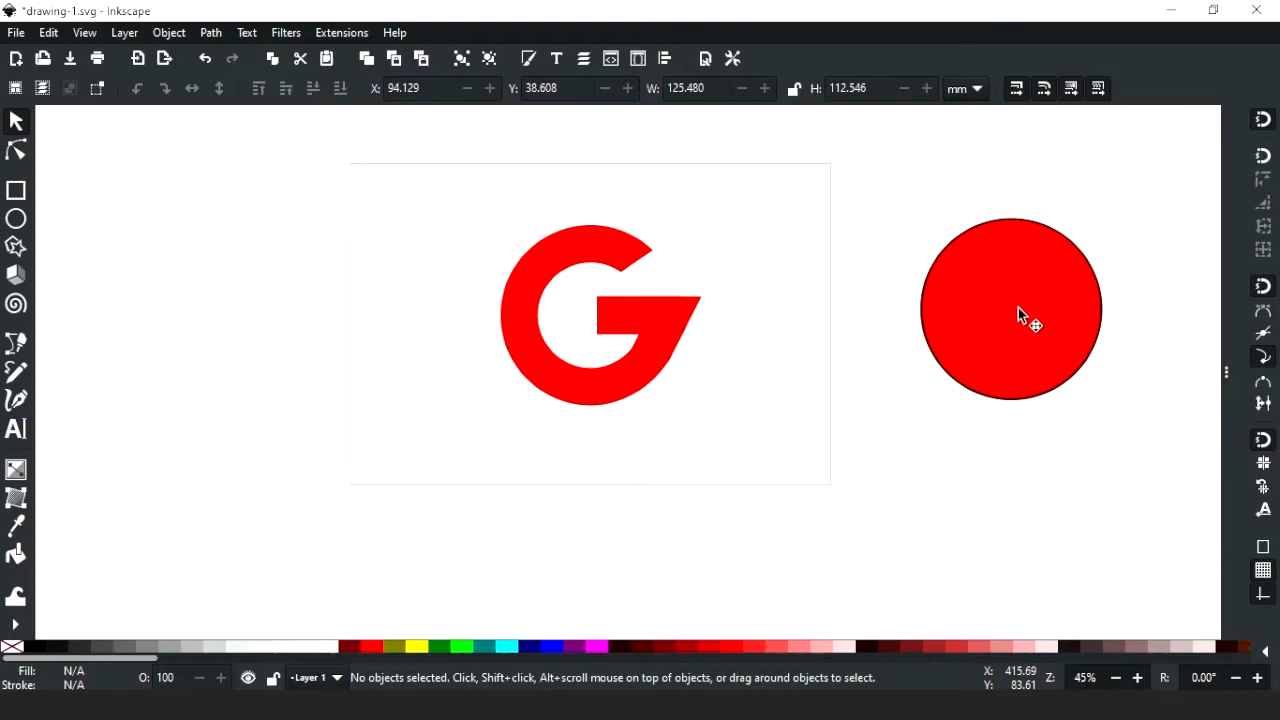 *drawing-1.svg - Inkscape
File Edit View Layer Object Path Text Filters Extensions Help
X: 94.129 Y: 38.608 W: 125.480 H: 112.546 mm
G
Fill: N/A
Stroke: N/A
O: 100
•Layer 1
No objects selected. Click, Shift+click, Alt+scroll mouse on top of objects, or drag around objects to select.
X: 415.69
Y: 83.61
Z: 45%
R: 0.00°